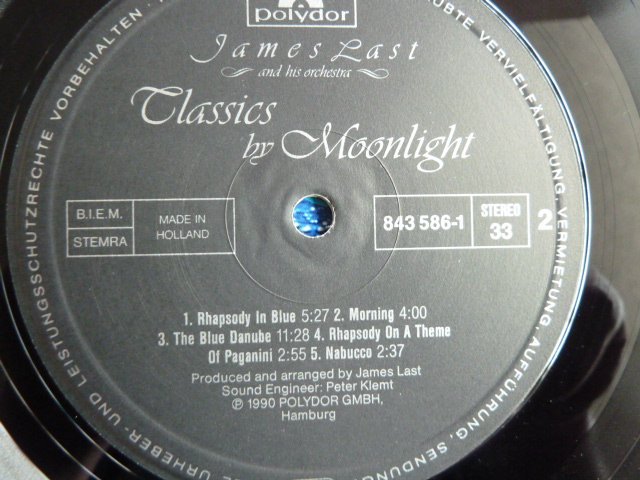 polydor
James Last
and his orchestra
Classics
by Moonlight
B.I.E.M.
STEMRA
MADE IN
HOLLAND
843 586-1
STEREO
33
2
1. Rhapsody In Blue 5:27 2. Morning 4:00
3. The Blue Danube 11:28 4. Rhapsody On A Theme
Of Paganini 2:55 5. Nabucco 2:37
Produced and arranged by James Last
Sound Engineer: Peter Klemt
℗ 1990 POLYDOR GMBH,
Hamburg
URHEBER- UND LEISTUNGSSCHUTZRECHTE VORBEHALTEN
VERVIELFÄLTIGUNG, VERMIETUNG, AUFFÜHRUNG, SENDUNG